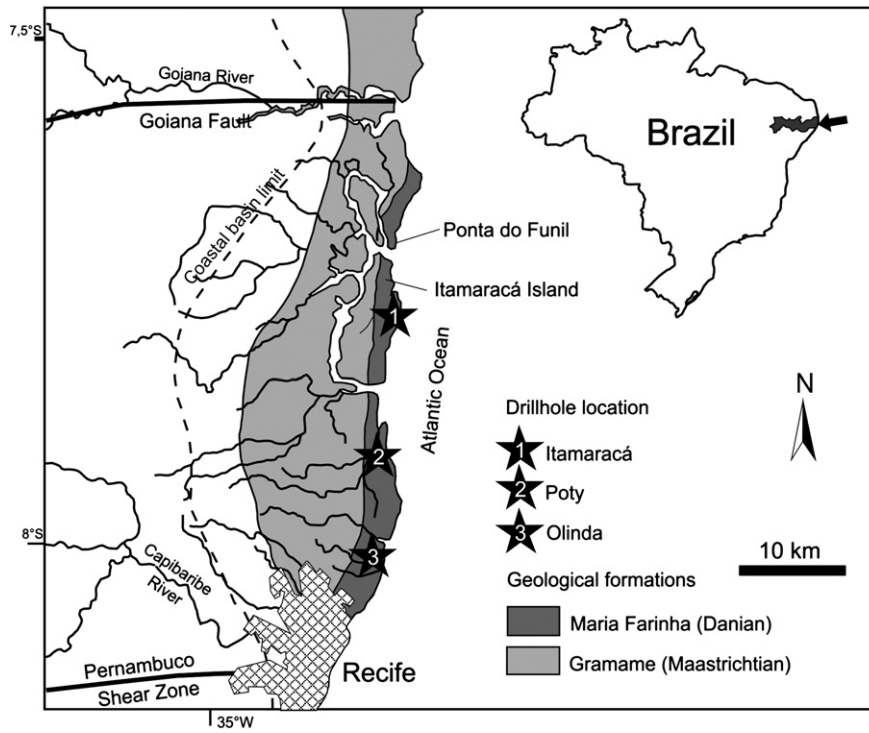 7,5°S
Goiana River
Goiana Fault
Coastal basin limit
Brazil
Ponta do Funil
Itamaracá Island
1
Atlantic Ocean
N
Drillhole location
1 Itamaracá
2
2 Poty
8°S
3
3 Olinda
10 km
Capibaribe
River
Geological formations
Maria Farinha (Danian)
Gramame (Maastrichtian)
Pernambuco
Shear Zone
Recife
35°W